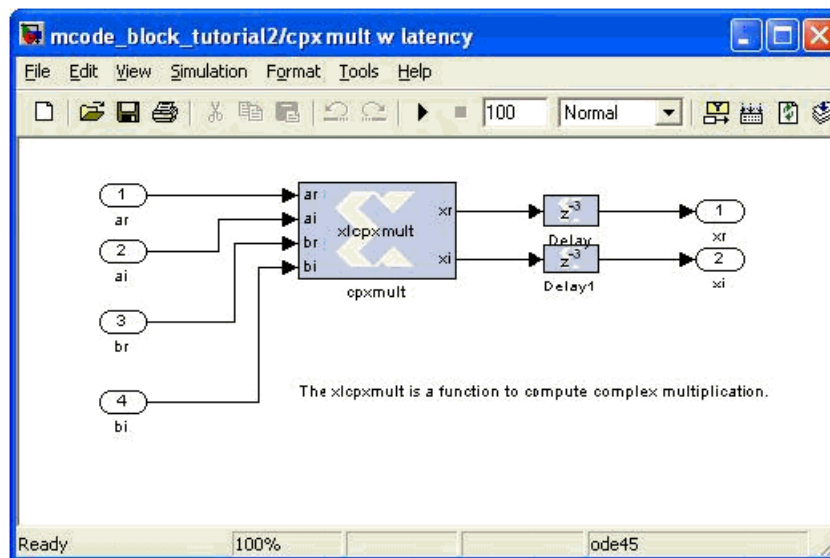 mcode_block_tutorial2/cpx mult w latency
File Edit View Simulation Format Tools Help
100 Normal
1
ar
2
ai
3
br
4
bi
ar
ai
br
bi
xlcpxmult
xr
xi
cpxmult
z-3
Delay
z-3
Delay1
1
xr
2
xi
The xlcpxmult is a function to compute complex multiplication.
Ready 100% ode45